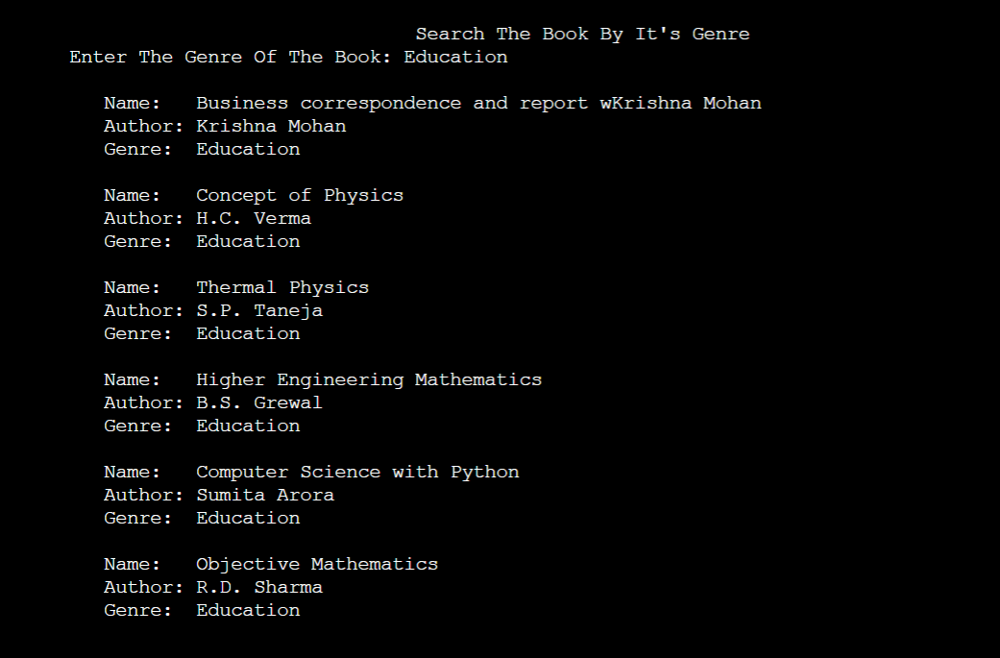 Search The Book By It's Genre
Enter The Genre Of The Book: Education
Name: Business correspondence and report wKrishna Mohan
Author: Krishna Mohan
Genre: Education
Name: Concept of Physics
Author: H.C. Verma
Genre: Education
Name: Thermal Physics
Author: S.P. Taneja
Genre: Education
Name: Higher Engineering Mathematics
Author: B.S. Grewal
Genre: Education
Name: Computer Science with Python
Author: Sumita Arora
Genre: Education
Name: Objective Mathematics
Author: R.D. Sharma
Genre: Education